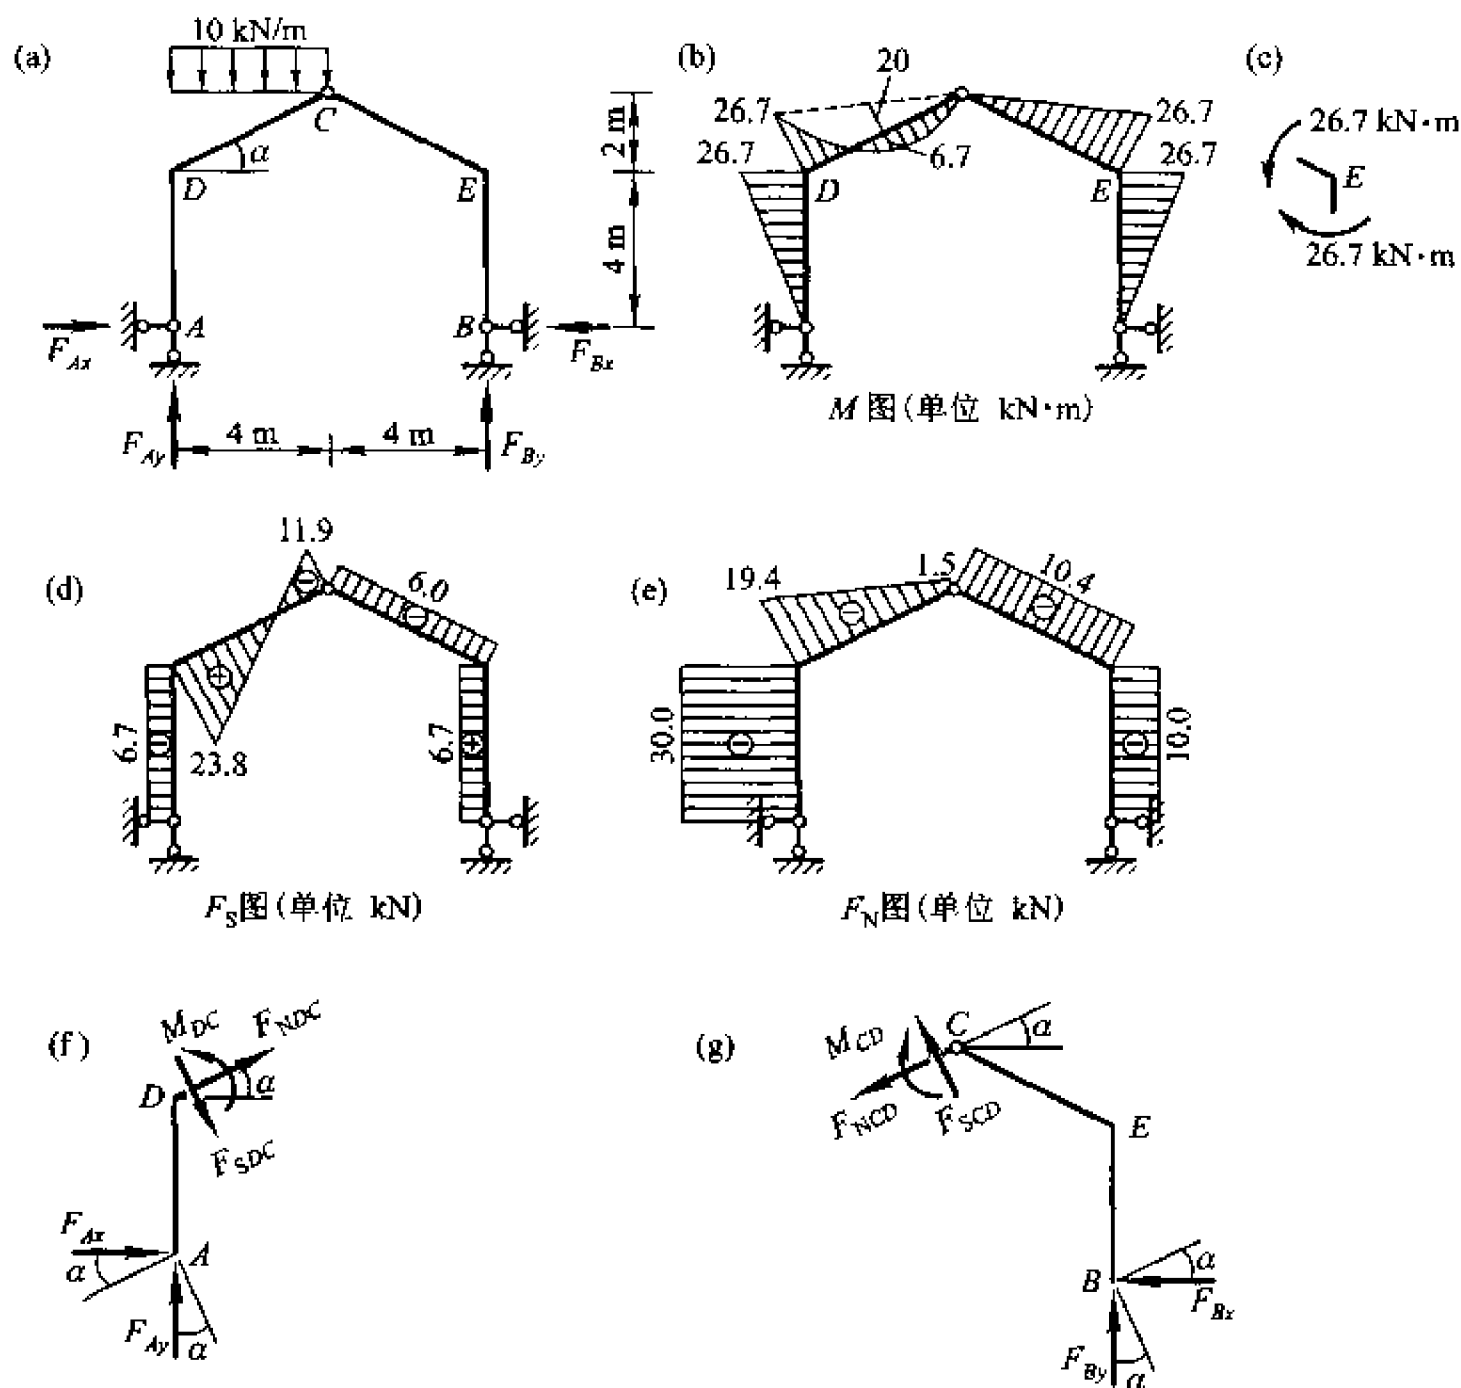 (a)
10 kN/m
C
α
D
E
2 m
4 m
A
B
F_Ax
F_Bx
F_Ay
4 m
4 m
F_By
(b)
20
26.7
26.7
6.7
26.7
26.7
D
E
M 图(单位 kN·m)
(c)
26.7 kN·m
E
26.7 kN·m
(d)
11.9
6.0
6.7
23.8
6.7
F_S图(单位 kN)
(e)
19.4
1.5
10.4
30.0
10.0
F_N图(单位 kN)
(f)
M_DC
F_NDC
α
D
F_SDC
F_Ax
A
α
F_Ay
α
(g)
C
α
M_CD
F_NCD
F_SCD
E
α
B
F_Bx
F_By
α